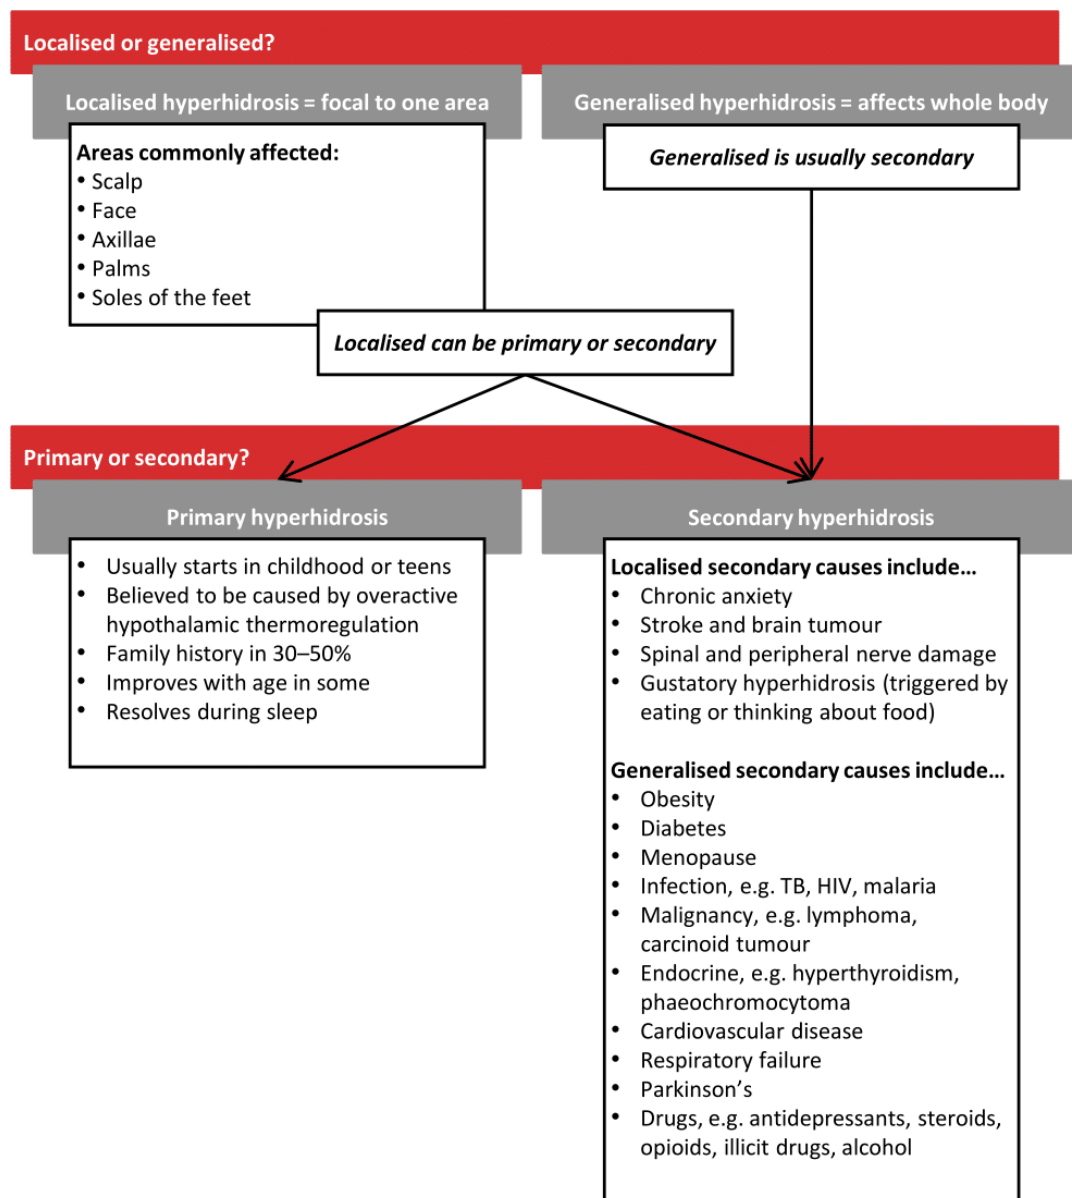 Localised or generalised?
Localised hyperhidrosis = focal to one area
Generalised hyperhidrosis = affects whole body
Areas commonly affected:
• Scalp
• Face
• Axillae
• Palms
• Soles of the feet
Generalised is usually secondary
Localised can be primary or secondary
Primary or secondary?
Primary hyperhidrosis
• Usually starts in childhood or teens
• Believed to be caused by overactive
hypothalamic thermoregulation
• Family history in 30–50%
• Improves with age in some
• Resolves during sleep
Secondary hyperhidrosis
Localised secondary causes include…
• Chronic anxiety
• Stroke and brain tumour
• Spinal and peripheral nerve damage
• Gustatory hyperhidrosis (triggered by
eating or thinking about food)
Generalised secondary causes include…
• Obesity
• Diabetes
• Menopause
• Infection, e.g. TB, HIV, malaria
• Malignancy, e.g. lymphoma,
carcinoid tumour
• Endocrine, e.g. hyperthyroidism,
phaeochromocytoma
• Cardiovascular disease
• Respiratory failure
• Parkinson’s
• Drugs, e.g. antidepressants, steroids,
opioids, illicit drugs, alcohol